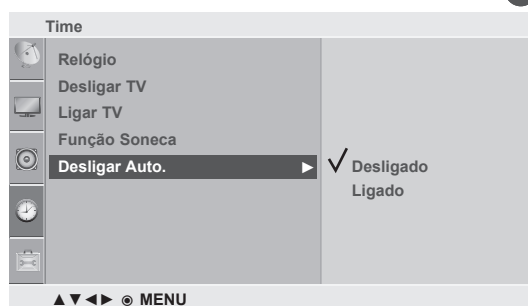 Time
Relógio
Desligar TV
Ligar TV
Função Soneca
Desligar Auto. ►
✓ Desligado
Ligado
▲▼◄► ◉ MENU